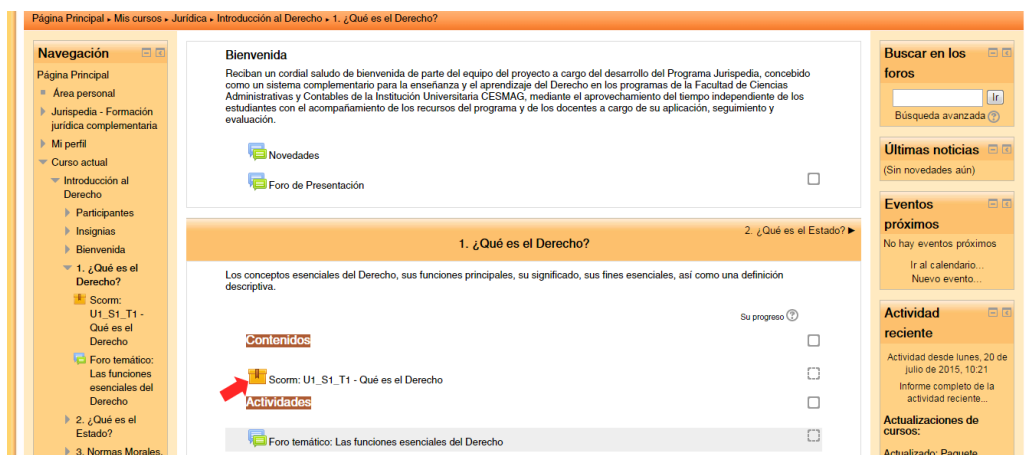 Página Principal ▸ Mis cursos ▸ Jurídica ▸ Introducción al Derecho ▸ 1. ¿Qué es el Derecho?
Navegación
Página Principal
Área personal
Jurispedia - Formación
jurídica complementaria
Mi perfil
Curso actual
Introducción al
Derecho
Participantes
Insignias
Bienvenida
1. ¿Qué es el
Derecho?
Scorm:
U1_S1_T1 -
Qué es el
Derecho
Foro temático:
Las funciones
esenciales del
Derecho
2. ¿Qué es el
Estado?
3. Normas Morales,
Bienvenida
Reciban un cordial saludo de bienvenida de parte del equipo del proyecto a cargo del desarrollo del Programa Jurispedia, concebido
como un sistema complementario para la enseñanza y el aprendizaje del Derecho en los programas de la Facultad de Ciencias
Administrativas y Contables de la Institución Universitaria CESMAG, mediante el aprovechamiento del tiempo independiente de los
estudiantes con el acompañamiento de los recursos del programa y de los docentes a cargo de su aplicación, seguimiento y
evaluación.
Novedades
Foro de Presentación
2. ¿Qué es el Estado? ►
1. ¿Qué es el Derecho?
Los conceptos esenciales del Derecho, sus funciones principales, su significado, sus fines esenciales, así como una definición
descriptiva.
Su progreso
Contenidos
Scorm: U1_S1_T1 - Qué es el Derecho
Actividades
Foro temático: Las funciones esenciales del Derecho
Buscar en los
foros
Ir
Búsqueda avanzada
Últimas noticias
(Sin novedades aún)
Eventos
próximos
No hay eventos próximos
Ir al calendario...
Nuevo evento...
Actividad
reciente
Actividad desde lunes, 20 de
julio de 2015, 10:21
Informe completo de la
actividad reciente...
Actualizaciones de
cursos:
Actualizado: Paquete